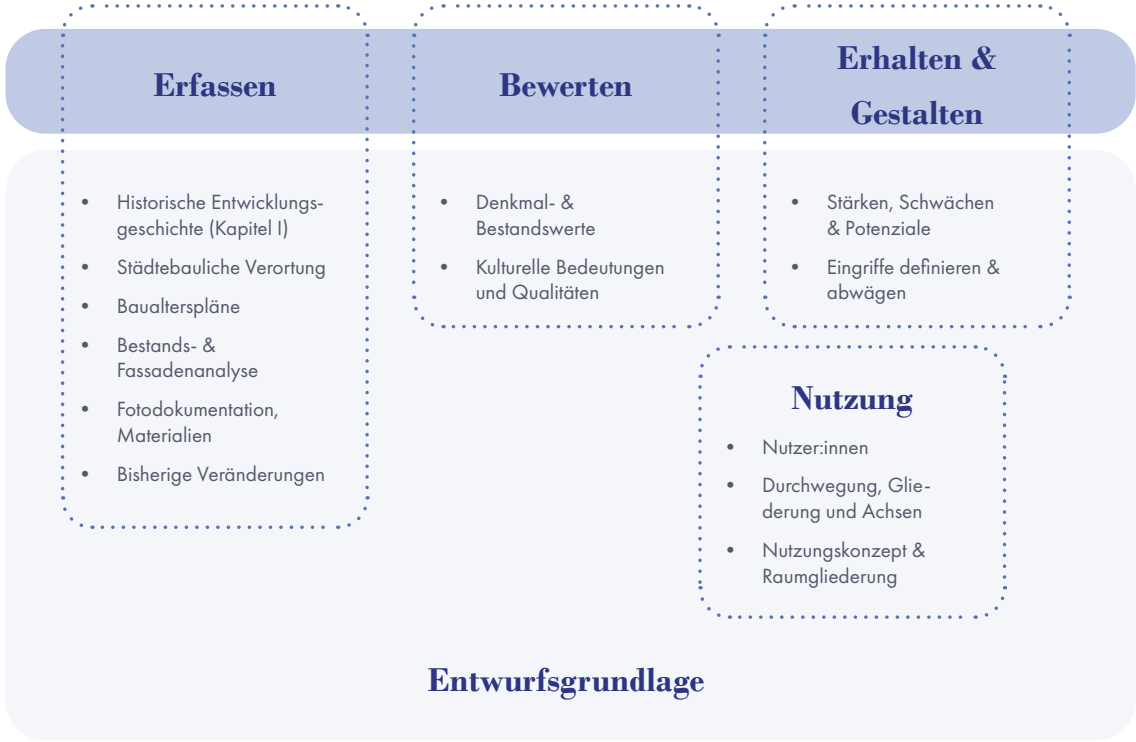 Erfassen
• Historische Entwicklungs-
geschichte (Kapitel I)
• Städtebauliche Verortung
• Baualterspläne
• Bestands- &
Fassadenanalyse
• Fotodokumentation,
Materialien
• Bisherige Veränderungen
Bewerten
• Denkmal- &
Bestandswerte
• Kulturelle Bedeutungen
und Qualitäten
Erhalten &
Gestalten
• Stärken, Schwächen
& Potenziale
• Eingriffe definieren &
abwägen
Nutzung
• Nutzer:innen
• Durchwegung, Glie-
derung und Achsen
• Nutzungskonzept &
Raumgliederung
Entwurfsgrundlage